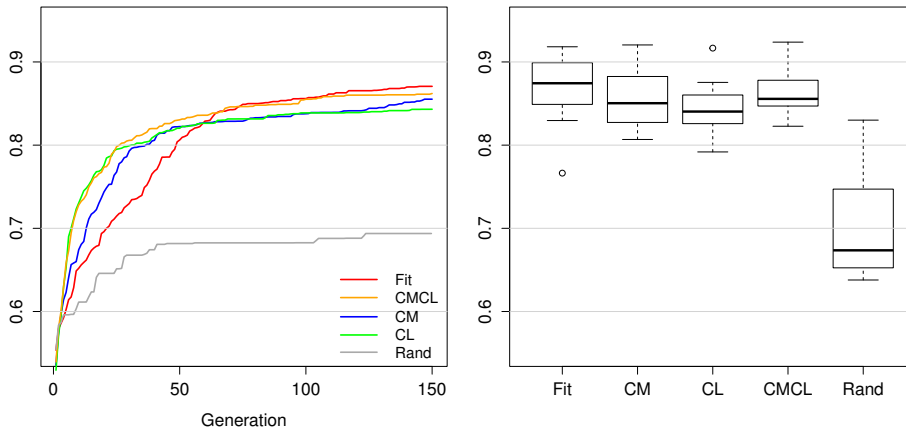 0.9
0.8
0.7
0.6
Fit
CMCL
CM
CL
Rand
0 50 100 150
Generation
0.9
0.8
0.7
0.6
Fit CM CL CMCL Rand